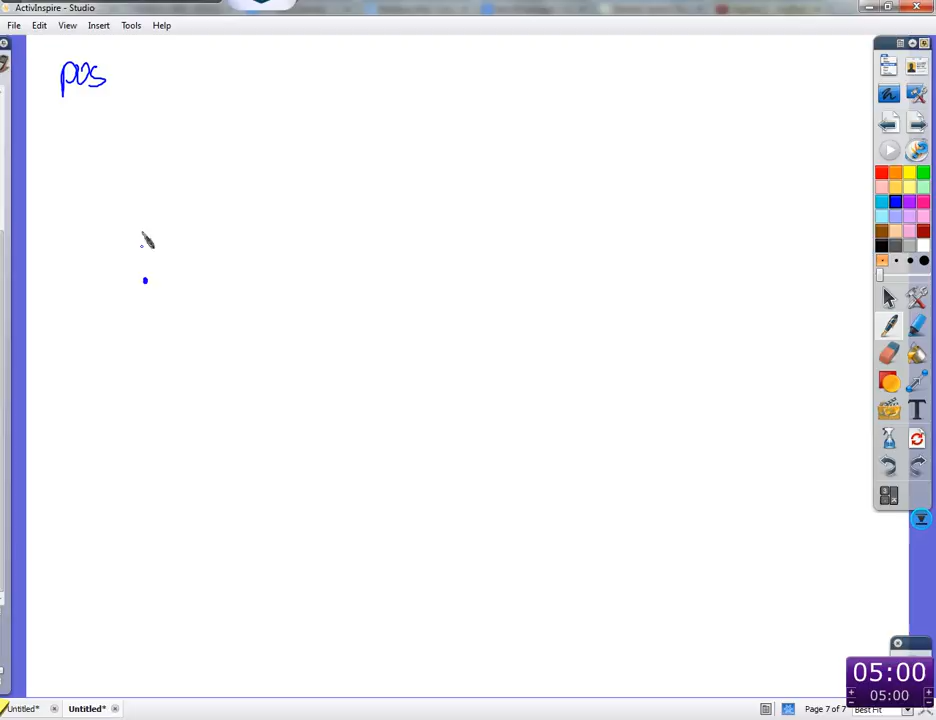 ActivInspire - Studio
File Edit View Insert Tools Help
pos
05:00
05:00
Untitled* Untitled* Page 7 of 7 Best Fit